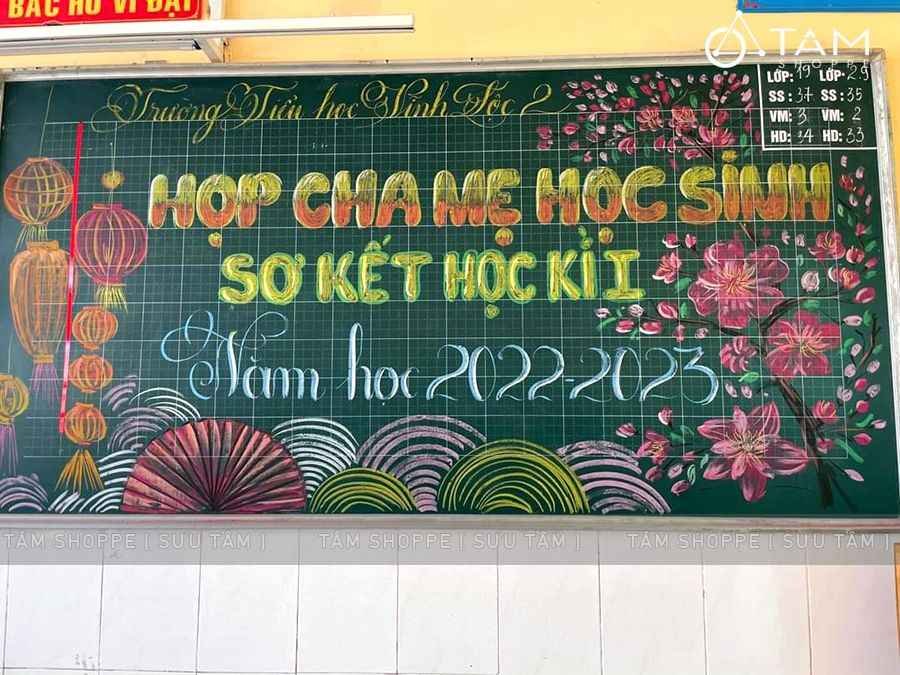 BÁC HỒ VĨ ĐẠI
TÂM
SHOPPE
Trường Tiểu học Vĩnh Lộc 2
LỚP: 19 LỚP: 29
SS: 37 SS: 35
VM: 3 VM: 2
HD: 34 HD: 33
HỌP CHA MẸ HỌC SINH
SƠ KẾT HỌC KÌ I
Năm học 2022-2023
TÂM SHOPPE [ SƯU TẦM ] TÂM SHOPPE [ SƯU TẦM ] TÂM SHOPPE [ SƯU TẦM ]